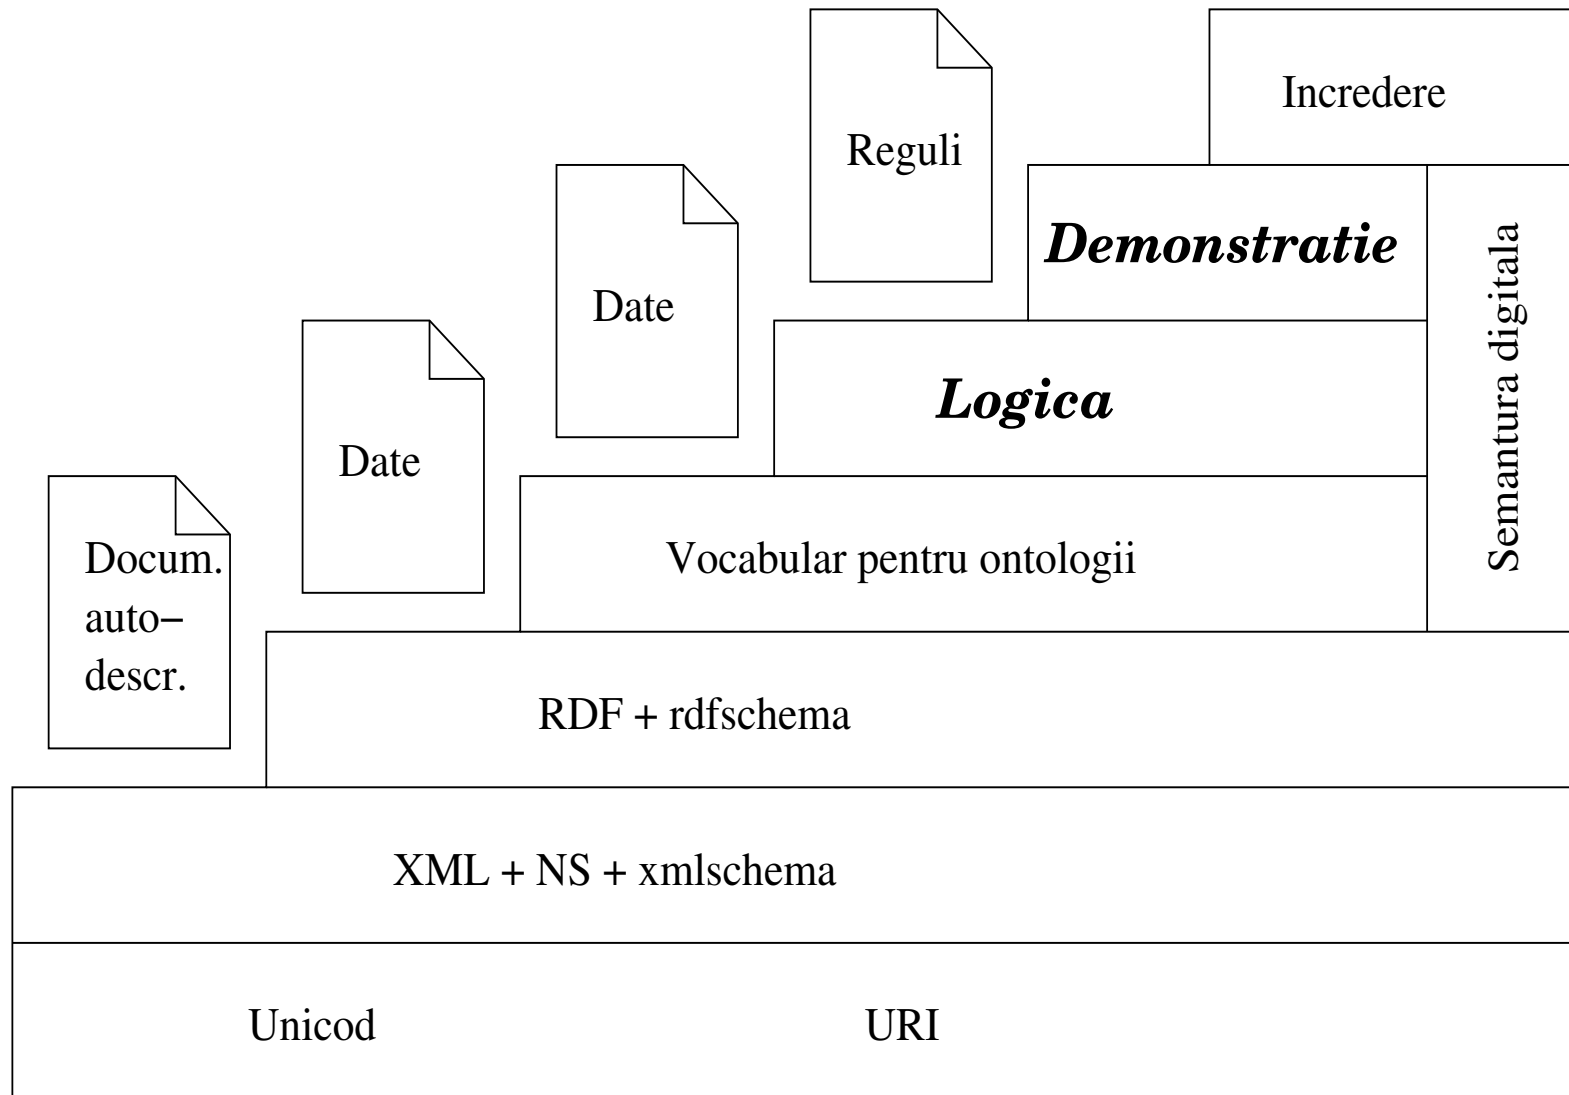 Incredere
Reguli
Demonstratie
Semantura digitala
Date
Logica
Date
Docum.
auto–
descr.
Vocabular pentru ontologii
RDF + rdfschema
XML + NS + xmlschema
Unicod URI